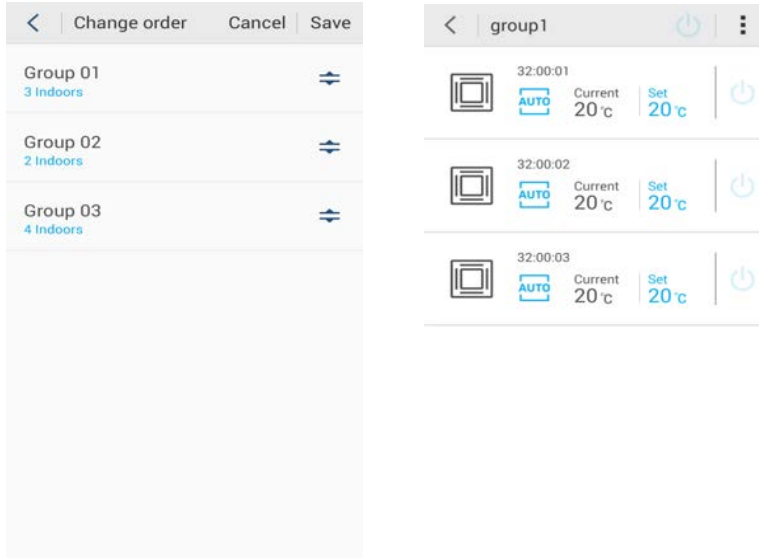 Change order Cancel Save
Group 01
3 Indoors
Group 02
2 Indoors
Group 03
4 Indoors
group1
32:00:01
AUTO
Current Set
20 °C 20 °C
32:00:02
AUTO
Current Set
20 °C 20 °C
32:00:03
AUTO
Current Set
20 °C 20 °C